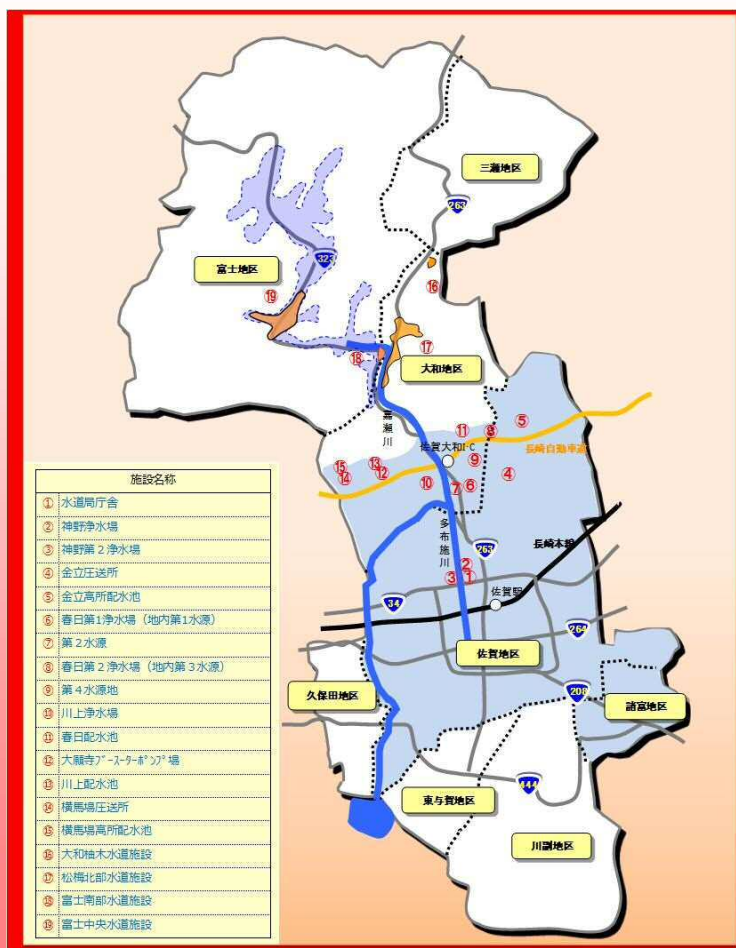 三瀬地区
263
323
富士地区
⑲
⑯
⑱
⑰
大和地区
嘉瀬川
⑪
⑧
⑤
佐賀大和I・C
長崎自動車道
⑮
⑬
⑭
⑫
⑨
④
⑩
⑦
⑥
多布施川
263
長崎本線
②
③
①
34
佐賀駅
264
佐賀地区
久保田地区
208
諸富地区
444
東与賀地区
川副地区
施設名称
① 水道局庁舎
② 神野浄水場
③ 神野第2浄水場
④ 金立圧送所
⑤ 金立高所配水池
⑥ 春日第1浄水場(地内第1水源)
⑦ 第2水源
⑧ 春日第2浄水場(地内第3水源)
⑨ 第4水源地
⑩ 川上浄水場
⑪ 春日配水池
⑫ 大願寺ブースターポンプ場
⑬ 川上配水池
⑭ 横馬場圧送所
⑮ 横馬場高所配水池
⑯ 大和柚木水道施設
⑰ 松梅北部水道施設
⑱ 富士南部水道施設
⑲ 富士中央水道施設